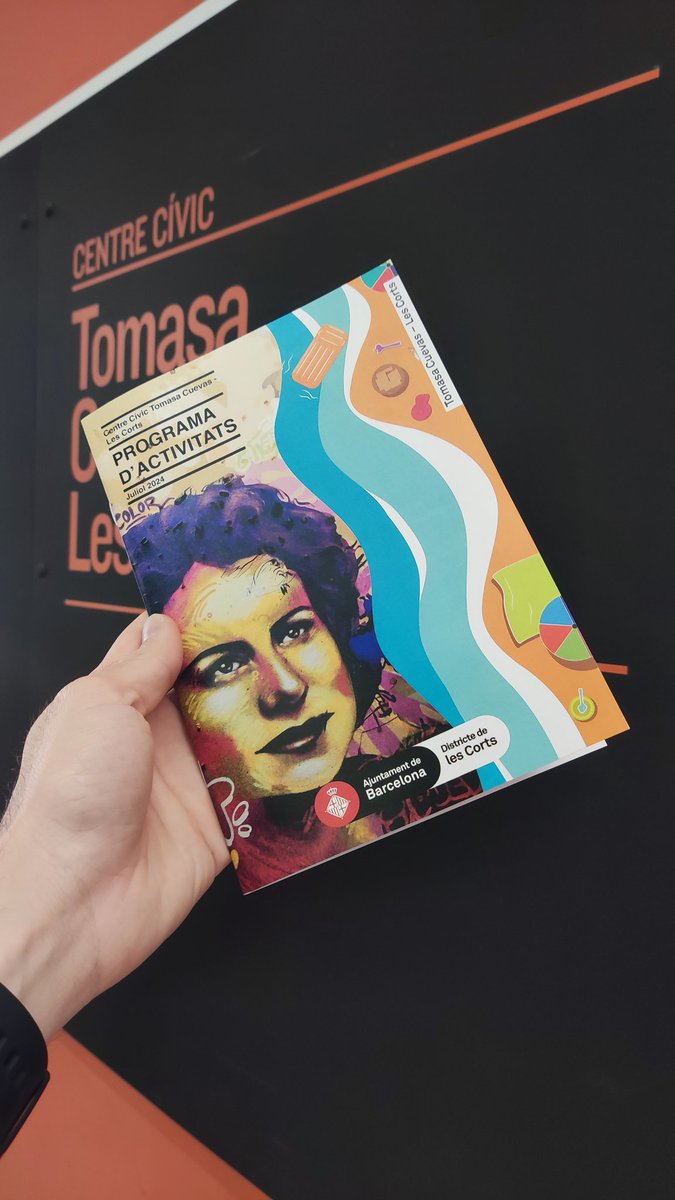 CENTRE CÍVIC
Tomasa
C
Les
Centre Cívic Tomasa Cuevas -
Les Corts
PROGRAMA
D'ACTIVITATS
Juliol 2024
COLOR
Tomasa Cuevas – Les Corts
Ajuntament de
Barcelona
Districte de
les Corts